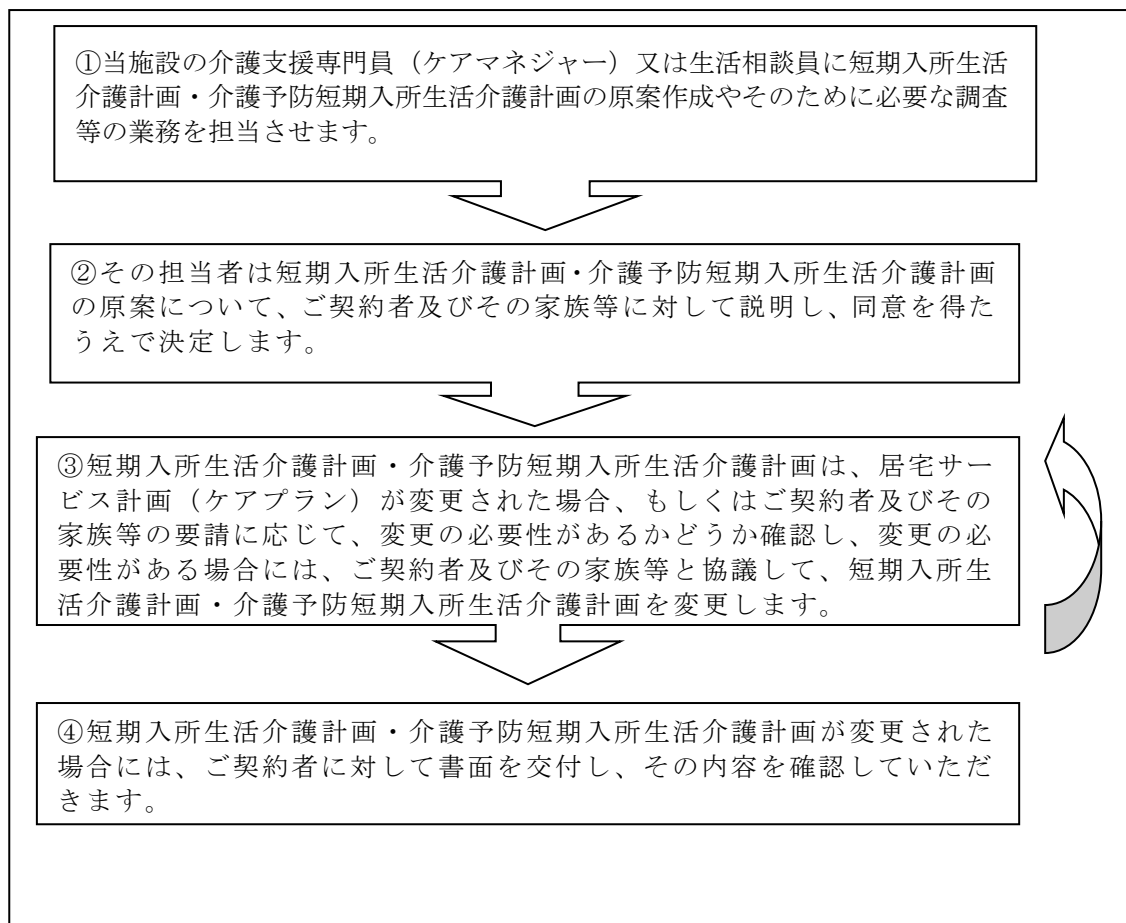 ①当施設の介護支援専門員（ケアマネジャー）又は生活相談員に短期入所生活
介護計画・介護予防短期入所生活介護計画の原案作成やそのために必要な調査
等の業務を担当させます。
②その担当者は短期入所生活介護計画・介護予防短期入所生活介護計画
の原案について、ご契約者及びその家族等に対して説明し、同意を得た
うえで決定します。
③短期入所生活介護計画・介護予防短期入所生活介護計画は、居宅サー
ビス計画（ケアプラン）が変更された場合、もしくはご契約者及びその
家族等の要請に応じて、変更の必要性があるかどうか確認し、変更の必
要性がある場合には、ご契約者及びその家族等と協議して、短期入所生
活介護計画・介護予防短期入所生活介護計画を変更します。
④短期入所生活介護計画・介護予防短期入所生活介護計画が変更された
場合には、ご契約者に対して書面を交付し、その内容を確認していただ
きます。